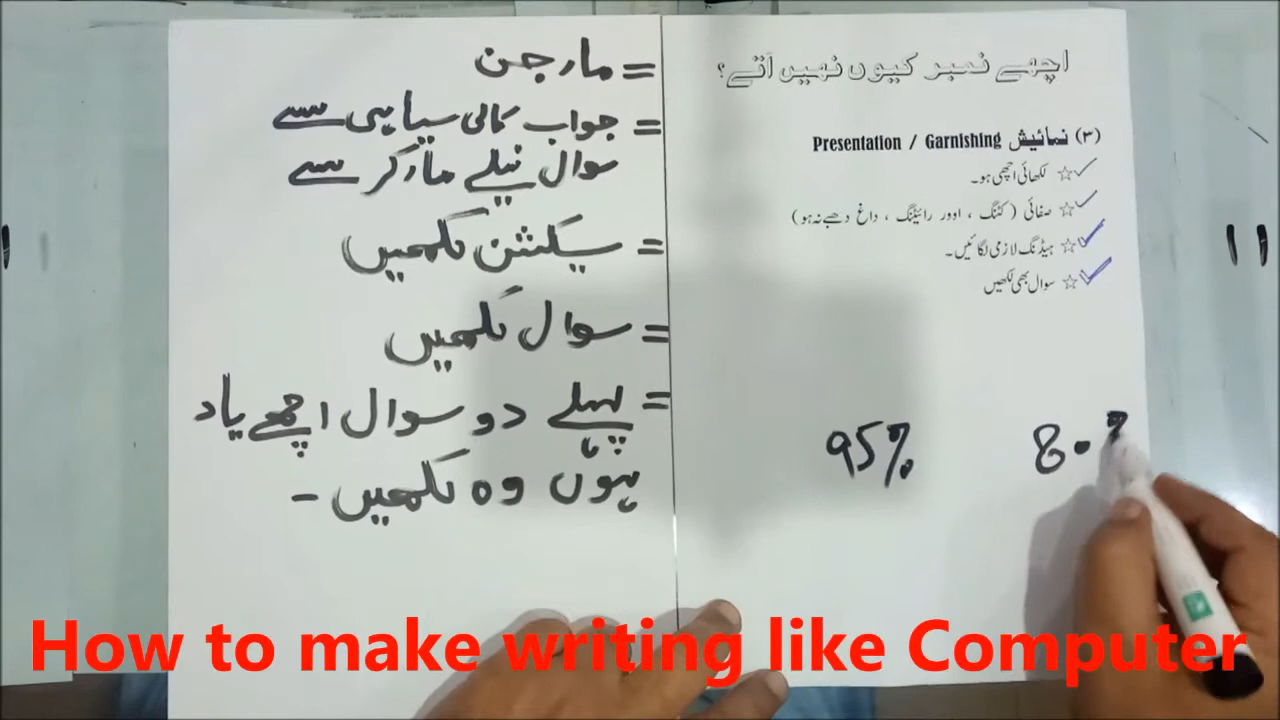 اچھے نمبر کیوں نہیں آتے؟
(۳) نمائیش Presentation / Garnishing
☆ لکھائی اچھی ہو۔
☆ صفائی ( کٹنگ ، اوور رائیٹنگ ، داغ دھبے نہ ہو)
☆ ہیڈنگ لازمی لگائیں۔
☆ سوال بھی لکھیں
95% 80%
= مارجن
= جواب کالی سیاہی سے
سوال نیلے مارکر سے
= سیکشن لکھیں
= سوال لکھیں
= پہلے دو سوال اچھے یاد
ہوں وہ لکھیں -
How to make writing like Computer